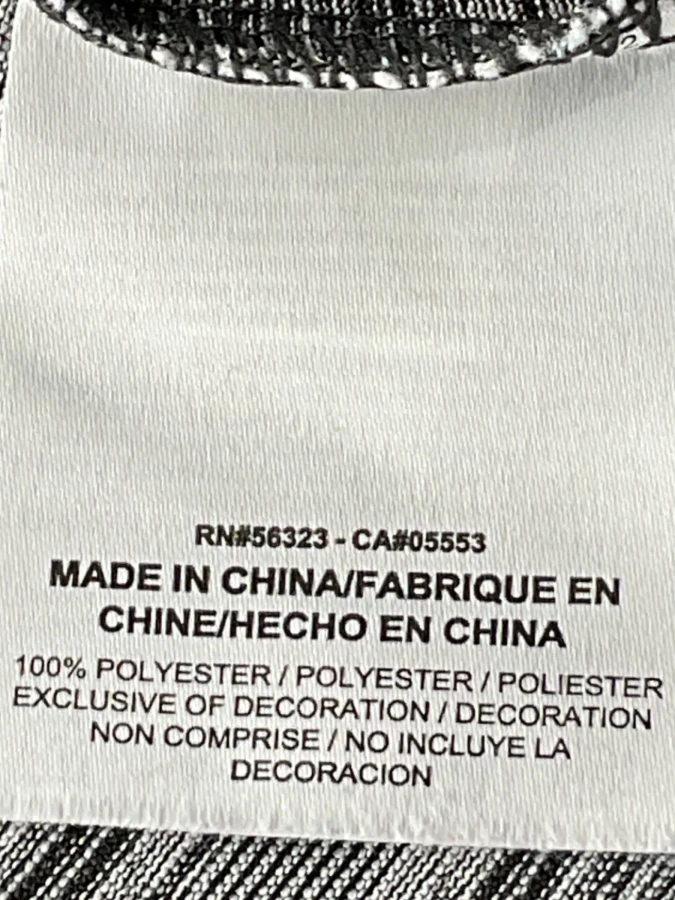 RN#56323 - CA#05553
MADE IN CHINA/FABRIQUE EN
CHINE/HECHO EN CHINA
100% POLYESTER / POLYESTER / POLIESTER
EXCLUSIVE OF DECORATION / DECORATION
NON COMPRISE / NO INCLUYE LA
DECORACION